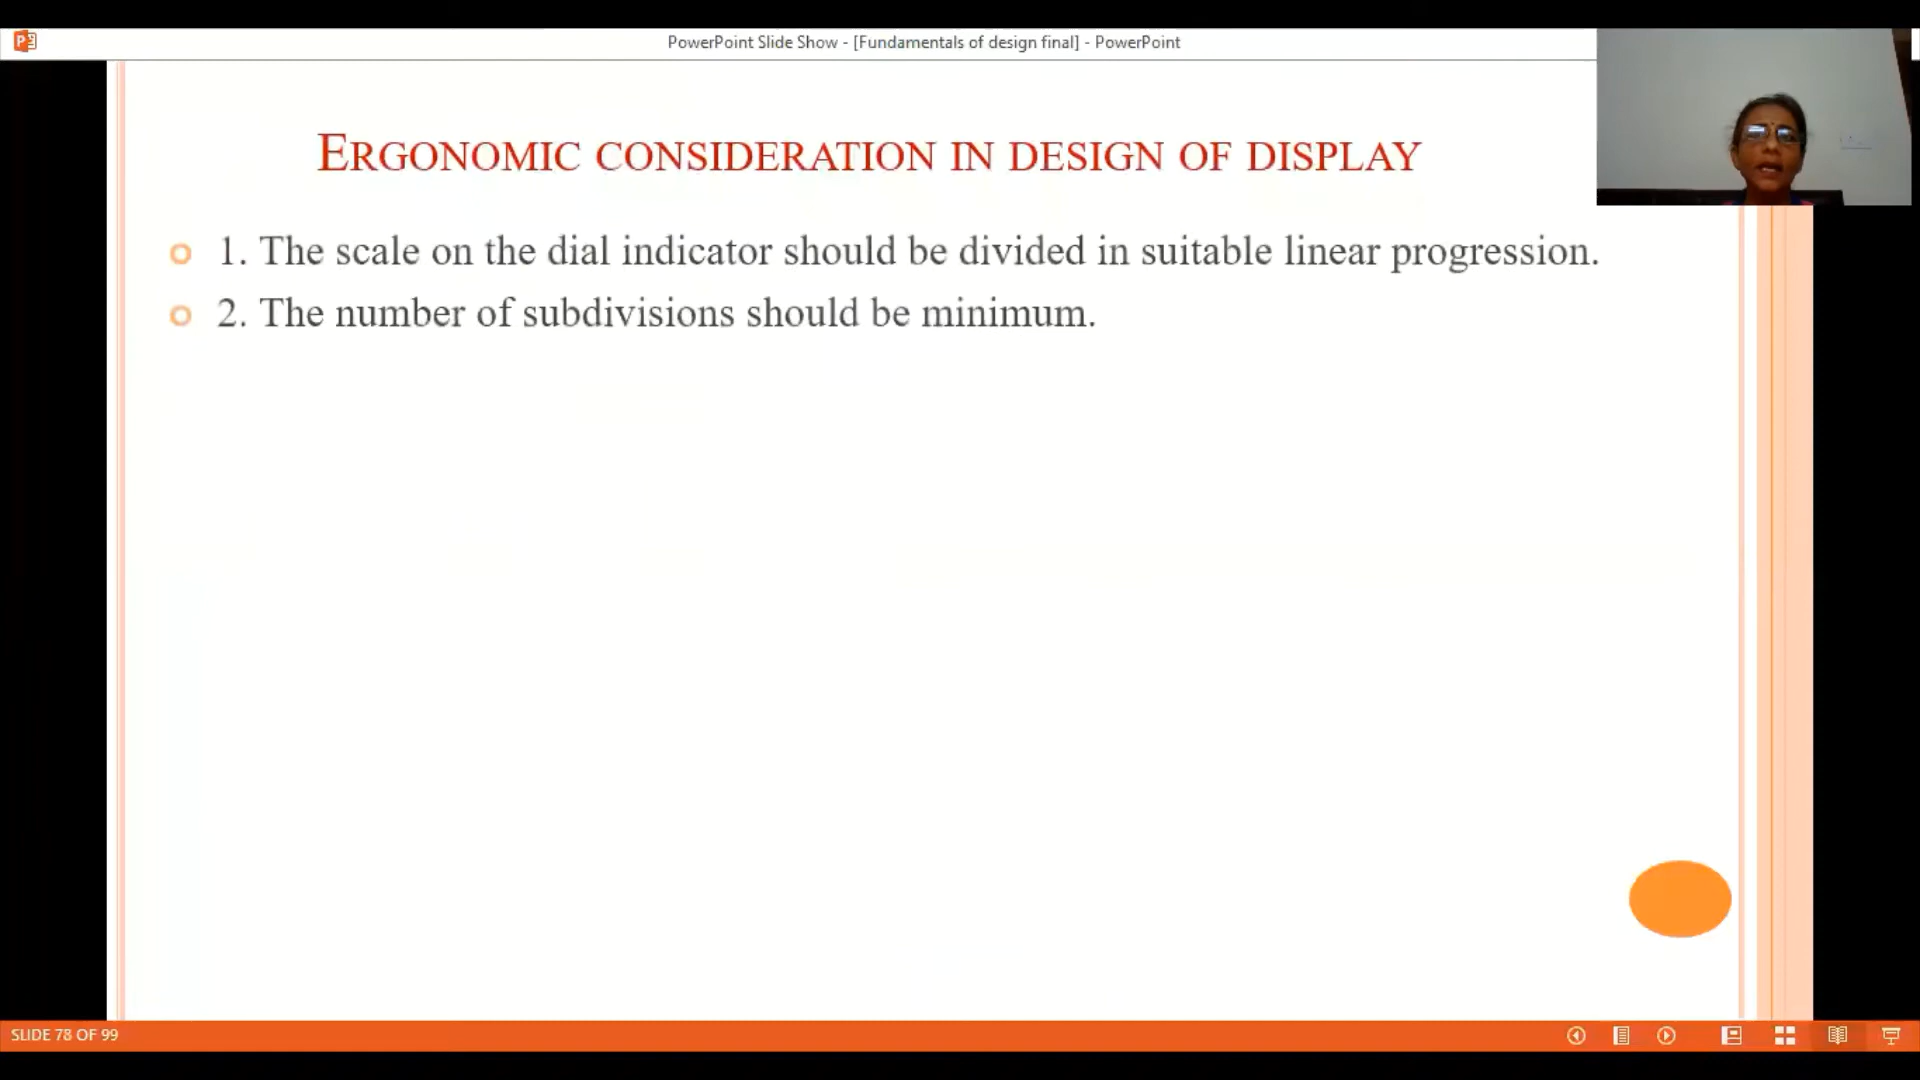 PowerPoint Slide Show - [Fundamentals of design final] - PowerPoint
ERGONOMIC CONSIDERATION IN DESIGN OF DISPLAY
1. The scale on the dial indicator should be divided in suitable linear progression.
2. The number of subdivisions should be minimum.
SLIDE 78 OF 99